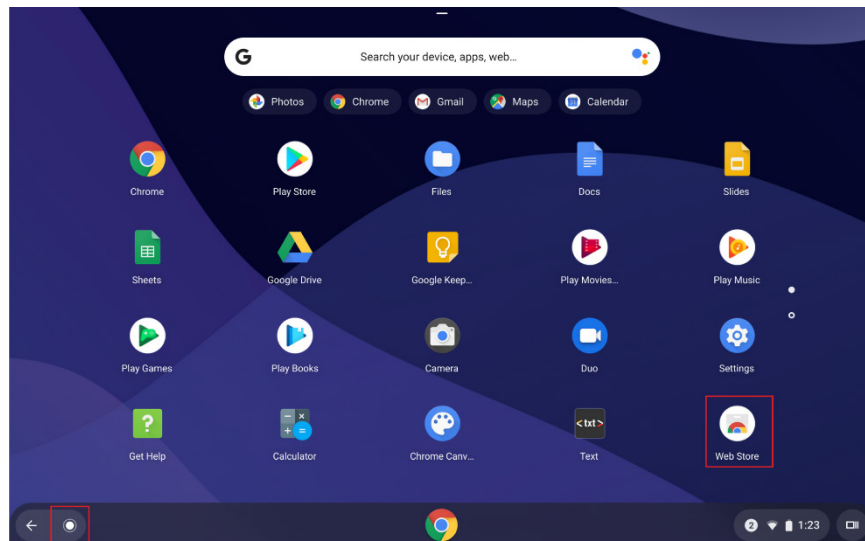 G Search your device, apps, web...
Photos Chrome Gmail Maps 31 Calendar
Chrome Play Store Files Docs Slides
Sheets Google Drive Google Keep... Play Movies... Play Music
Play Games Play Books Camera Duo Settings
? <txt>
Get Help Calculator Chrome Canv... Text Web Store
2 1:23